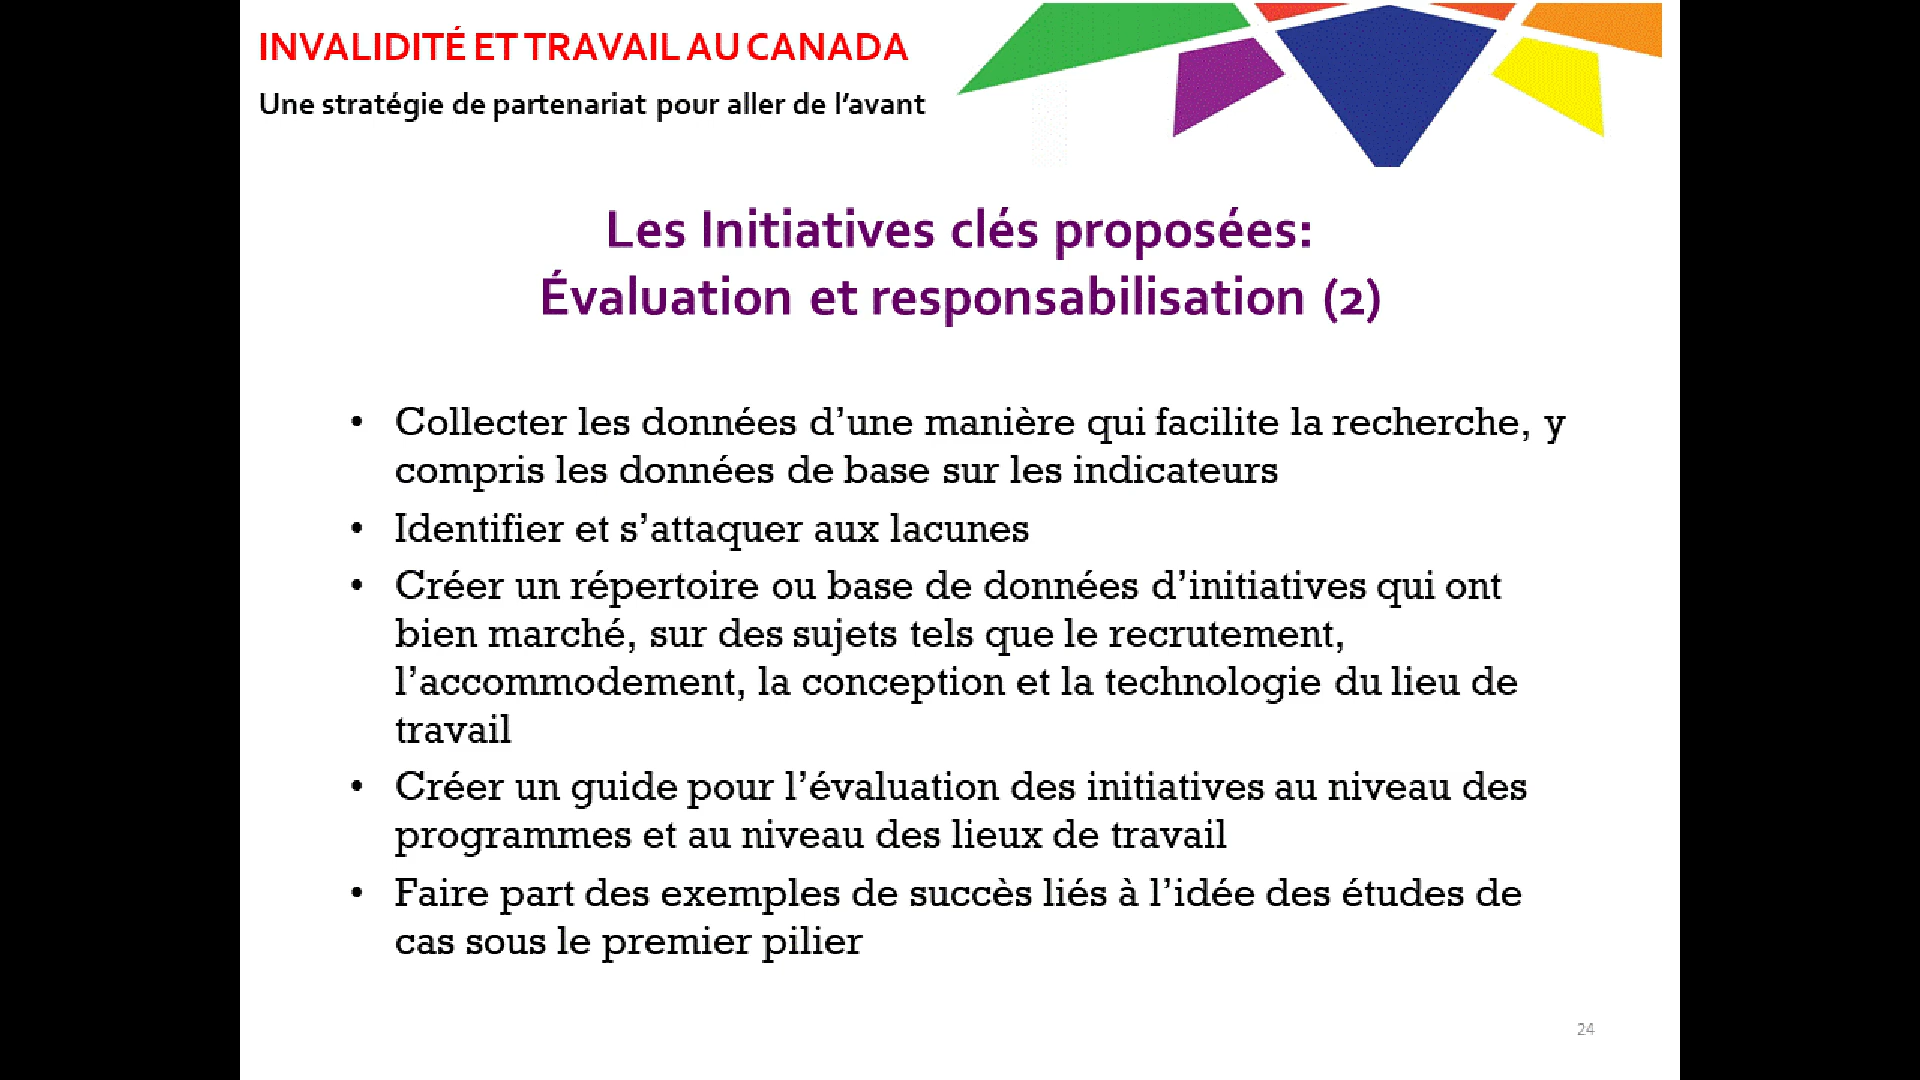 INVALIDITÉ ET TRAVAIL AU CANADA
Une stratégie de partenariat pour aller de l’avant
Les Initiatives clés proposées:
Évaluation et responsabilisation (2)
• Collecter les données d’une manière qui facilite la recherche, y
compris les données de base sur les indicateurs
• Identifier et s’attaquer aux lacunes
• Créer un répertoire ou base de données d’initiatives qui ont
bien marché, sur des sujets tels que le recrutement,
l’accommodement, la conception et la technologie du lieu de
travail
• Créer un guide pour l’évaluation des initiatives au niveau des
programmes et au niveau des lieux de travail
• Faire part des exemples de succès liés à l’idée des études de
cas sous le premier pilier
24